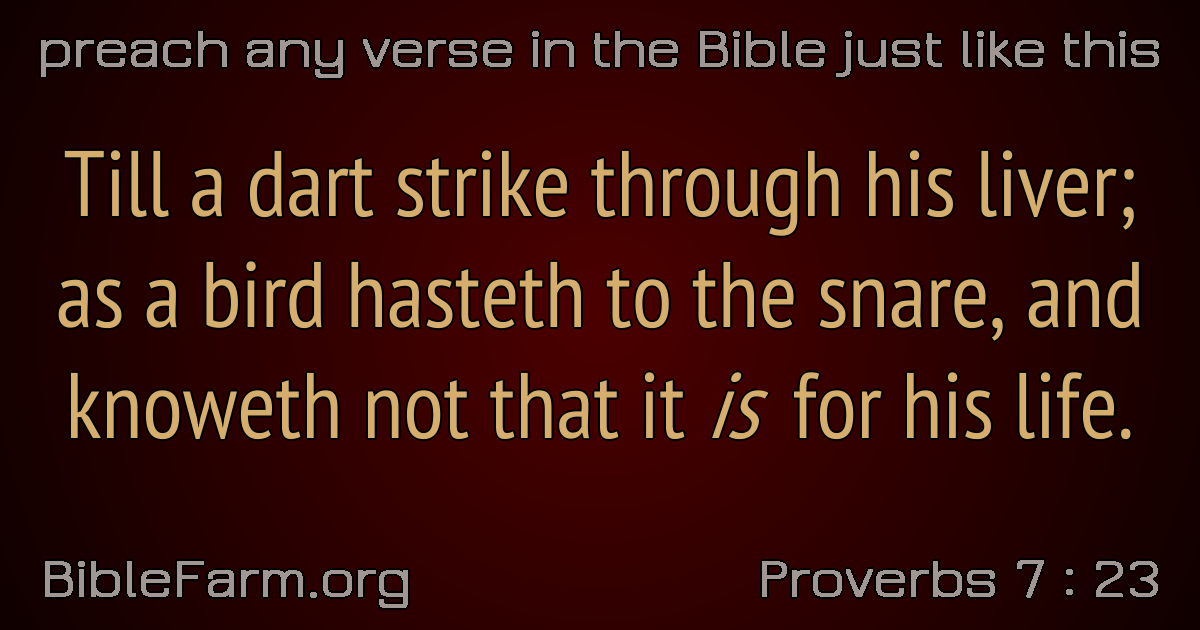 preach any verse in the Bible just like this
Till a dart strike through his liver;
as a bird hasteth to the snare, and
knoweth not that it is for his life.
BibleFarm.org
Proverbs 7 : 23